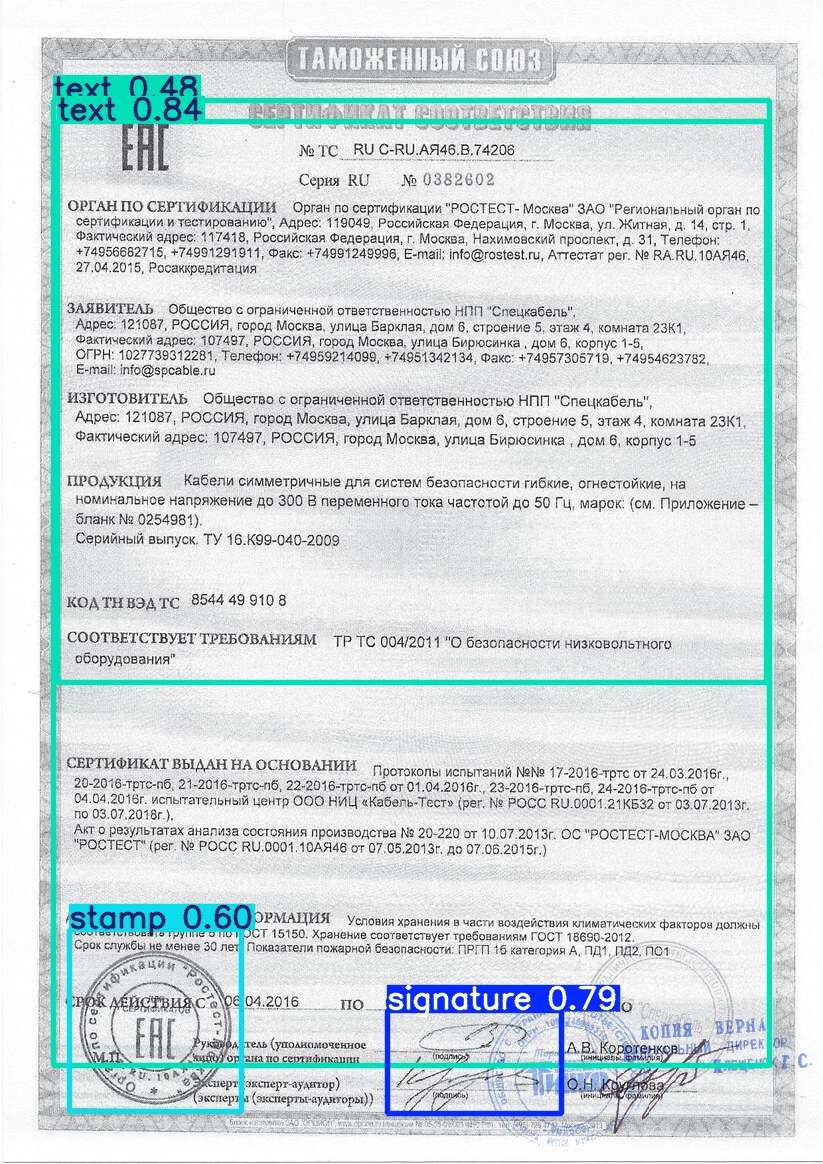 ТАМОЖЕННЫЙ СОЮЗ
text 0.48
text 0.84
СЕРТИФИКАТ СООТВЕТСТВИЯ
ЕАС
№ ТС RU С-RU.АЯ46.В.74206
Серия RU № 0382602
ОРГАН ПО СЕРТИФИКАЦИИ Орган по сертификации "РОСТЕСТ- Москва" ЗАО "Региональный орган по
сертификации и тестированию", Адрес: 119049, Российская Федерация, г. Москва, ул. Житная, д. 14, стр. 1,
Фактический адрес: 117418, Российская Федерация, г. Москва, Нахимовский проспект, д. 31, Телефон:
+74956682715, +74991291911, Факс: +74991249996, E-mail: info@rostest.ru, Аттестат рег. № RA.RU.10АЯ46,
27.04.2015, Росаккредитация
ЗАЯВИТЕЛЬ Общество с ограниченной ответственностью НПП "Спецкабель",
Адрес: 121087, РОССИЯ, город Москва, улица Барклая, дом 6, строение 5, этаж 4, комната 23К1,
Фактический адрес: 107497, РОССИЯ, город Москва, улица Бирюсинка , дом 6, корпус 1-5,
ОГРН: 1027739312281, Телефон: +74959214099, +74951342134, Факс: +74957305719, +74954623782,
E-mail: info@spcable.ru
ИЗГОТОВИТЕЛЬ Общество с ограниченной ответственностью НПП "Спецкабель",
Адрес: 121087, РОССИЯ, город Москва, улица Барклая, дом 6, строение 5, этаж 4, комната 23К1,
Фактический адрес: 107497, РОССИЯ, город Москва, улица Бирюсинка , дом 6, корпус 1-5
ПРОДУКЦИЯ Кабели симметричные для систем безопасности гибкие, огнестойкие, на
номинальное напряжение до 300 В переменного тока частотой до 50 Гц, марок: (см. Приложение –
бланк № 0254981).
Серийный выпуск. ТУ 16.К99-040-2009
КОД ТН ВЭД ТС 8544 49 910 8
СООТВЕТСТВУЕТ ТРЕБОВАНИЯМ ТР ТС 004/2011 "О безопасности низковольтного
оборудования"
СЕРТИФИКАТ ВЫДАН НА ОСНОВАНИИ Протоколы испытаний №№ 17-2016-тртс от 24.03.2016г.,
20-2016-тртс-пб, 21-2016-тртс-пб, 22-2016-тртс-пб от 01.04.2016г., 23-2016-тртс-пб, 24-2016-тртс-пб от
04.04.2016г. испытательный центр ООО НИЦ «Кабель-Тест» (рег. № РОСС RU.0001.21КБ32 от 03.07.2013г.
по 03.07.2018г.),
Акт о результатах анализа состояния производства № 20-220 от 10.07.2013г. ОС "РОСТЕСТ-МОСКВА" ЗАО
"РОСТЕСТ" (рег. № РОСС RU.0001.10АЯ46 от 07.05.2013г. до 07.06.2015г.)
stamp 0.60
Условия хранения в части воздействия климатических факторов должны
соответствовать группе 5 по ГОСТ 15150. Хранение соответствует требованиям ГОСТ 18690-2012.
Срок службы не менее 30 лет. Показатели пожарной безопасности: ПРГП 1б категория А, ПД1, ПД2, ПО1
СРОК ДЕЙСТВИЯ С 06.04.2016 ПО
signature 0.79
КОПИЯ ВЕРНА
М.П.
Руководитель (уполномоченное
лицо) органа по сертификации
(подпись)
А.В. Коротенков
(инициалы, фамилия)
Эксперт (эксперт-аудитор)
(эксперты (эксперты-аудиторы))
(подпись)
О.Н. Круглова
(инициалы, фамилия)